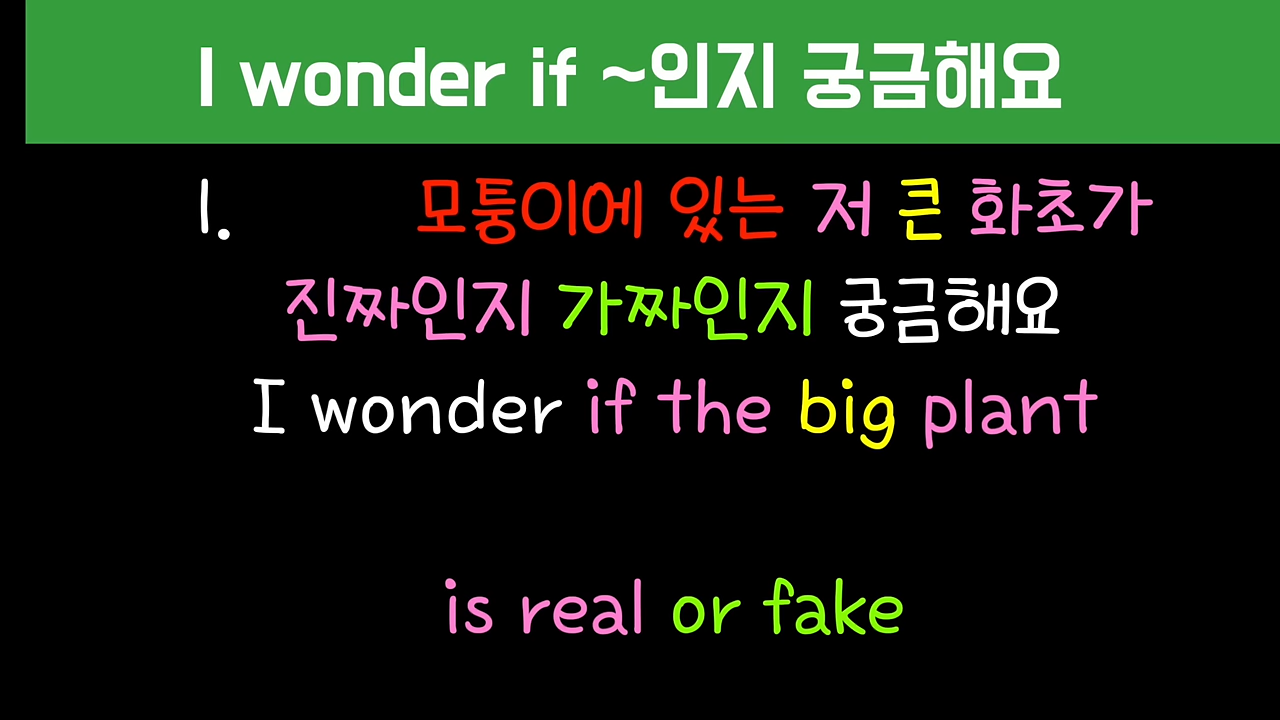 I wonder if ~인지 궁금해요
1. 모퉁이에 있는 저 큰 화초가
진짜인지 가짜인지 궁금해요
I wonder if the big plant
is real or fake